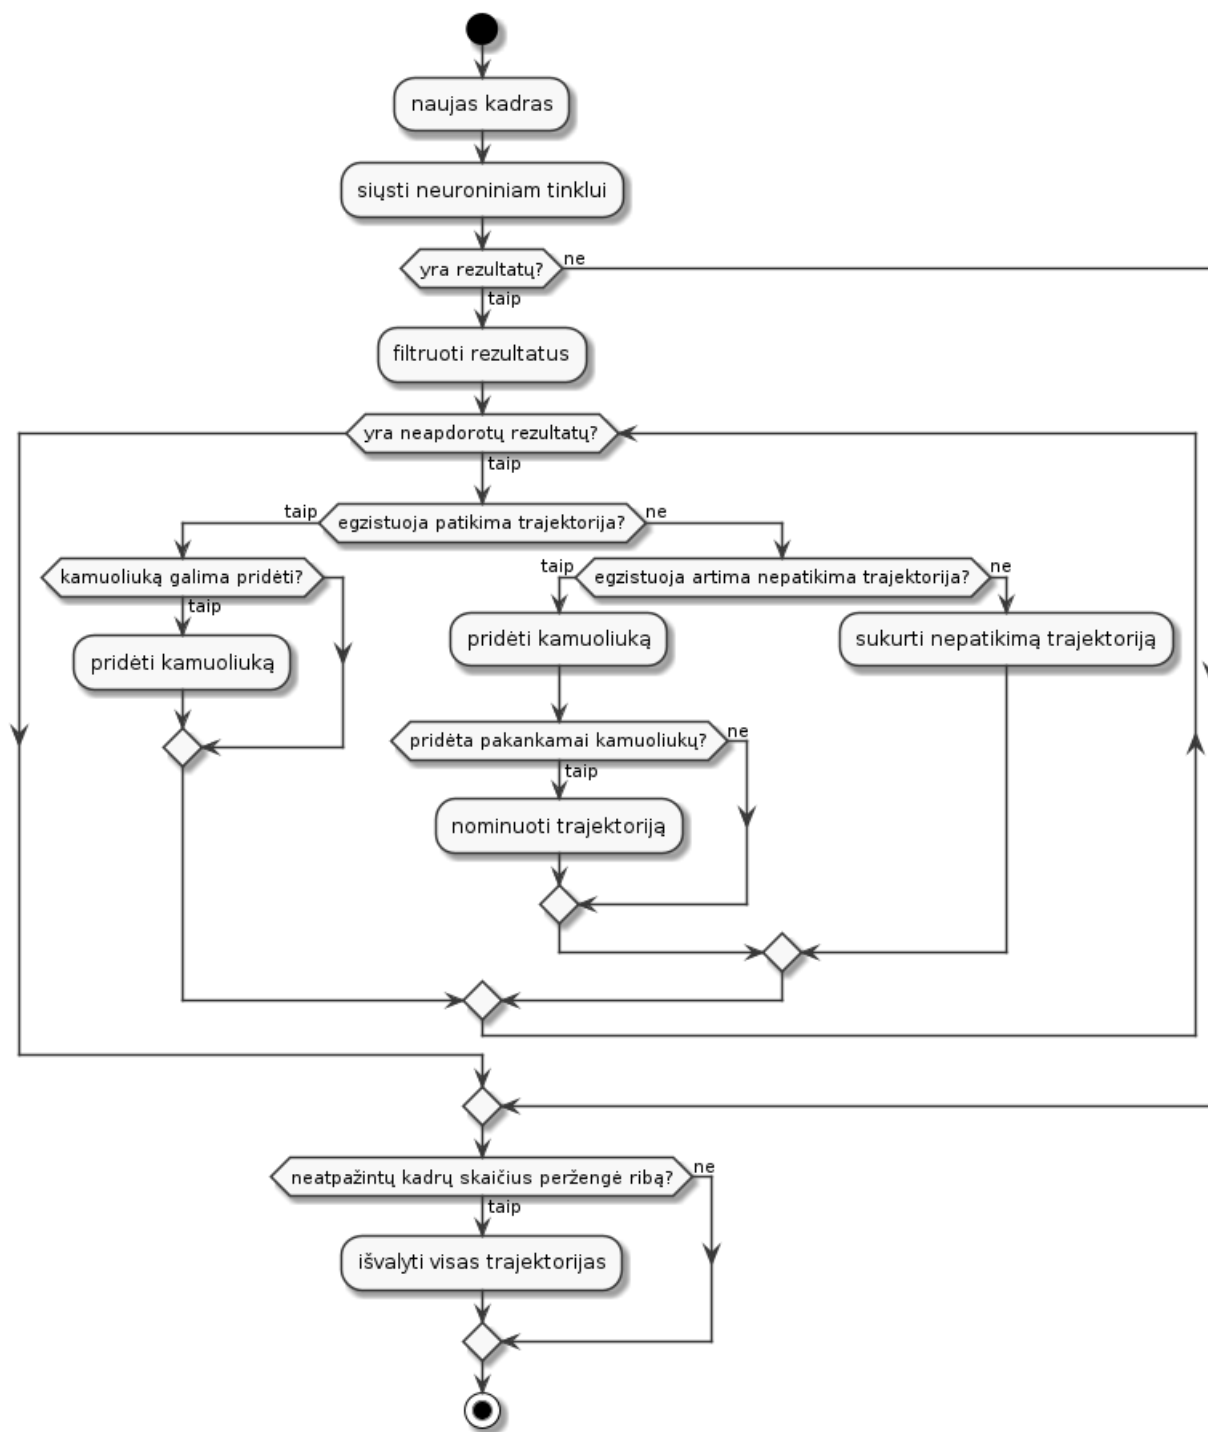 naujas kadras
siųsti neuroniniam tinklui
yra rezultatų?
ne
taip
filtruoti rezultatus
yra neapdorotų rezultatų?
taip
taip
egzistuoja patikima trajektorija?
ne
kamuoliuką galima pridėti?
taip
pridėti kamuoliuką
taip
egzistuoja artima nepatikima trajektorija?
ne
pridėti kamuoliuką
sukurti nepatikimą trajektoriją
pridėta pakankamai kamuoliukų?
ne
taip
nominuoti trajektoriją
neatpažintų kadrų skaičius peržengė ribą?
ne
taip
išvalyti visas trajektorijas